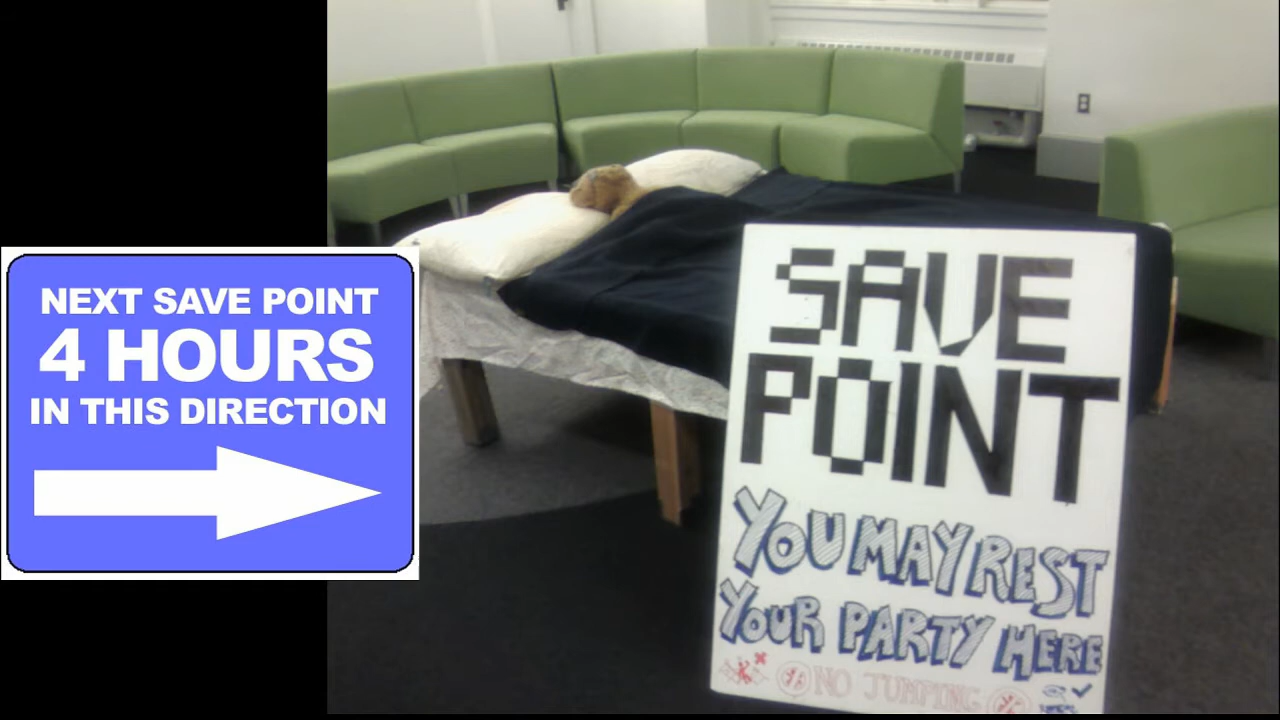 NEXT SAVE POINT
4 HOURS
IN THIS DIRECTION
SAVE
POINT
YOU MAY REST
YOUR PARTY HERE
NO JUMPING